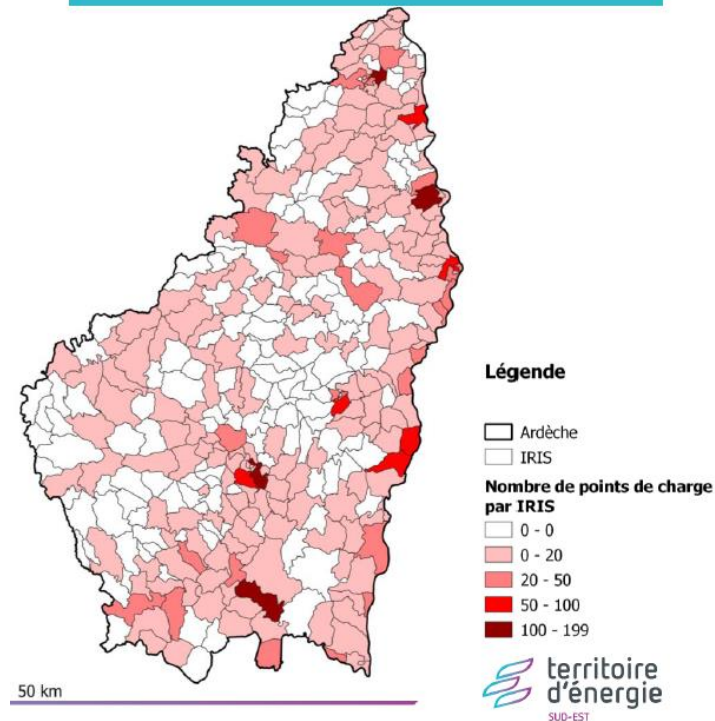 Légende
Ardèche
IRIS
Nombre de points de charge
par IRIS
0 - 0
0 - 20
20 - 50
50 - 100
100 - 199
50 km
territoire
d'énergie
SUD-EST